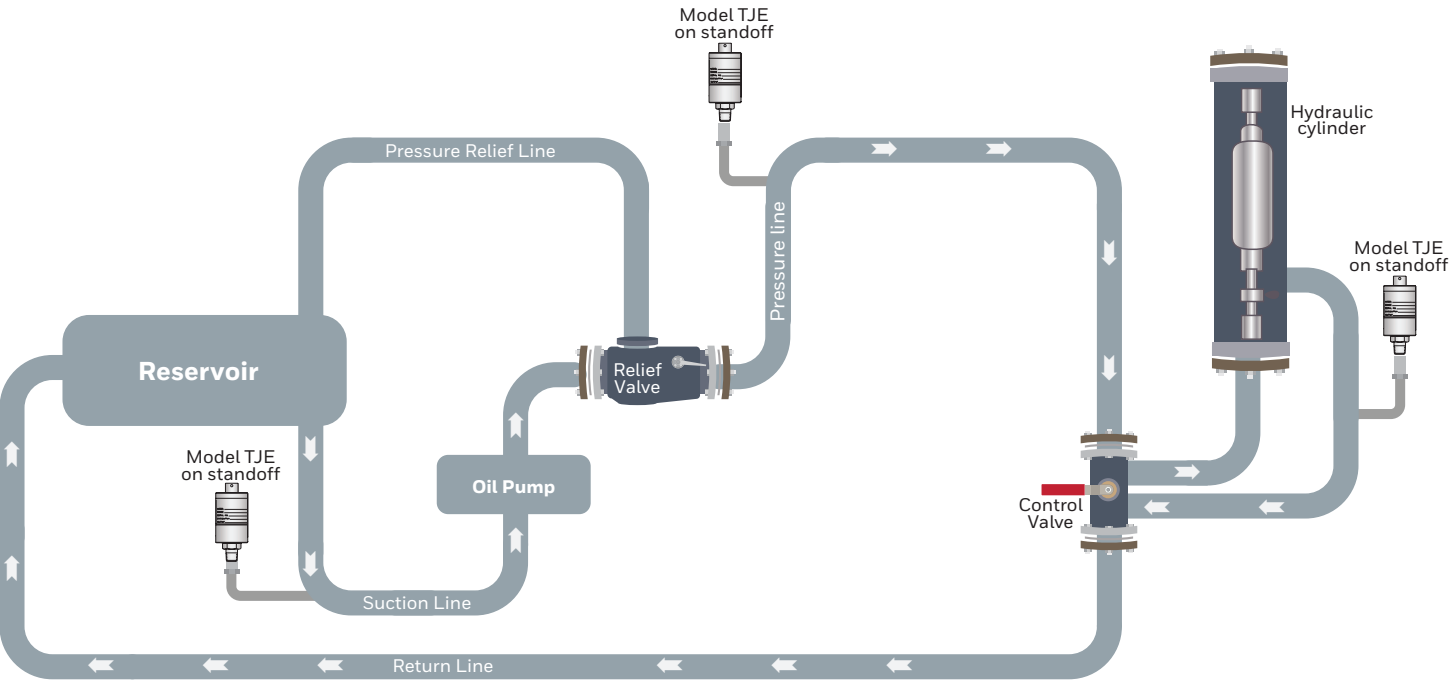 Model TJE
on standoff
Hydraulic
cylinder
Pressure Relief Line
Pressure line
Model TJE
on standoff
Relief
Valve
Reservoir
Model TJE
on standoff
Oil Pump
Control
Valve
Suction Line
Return Line